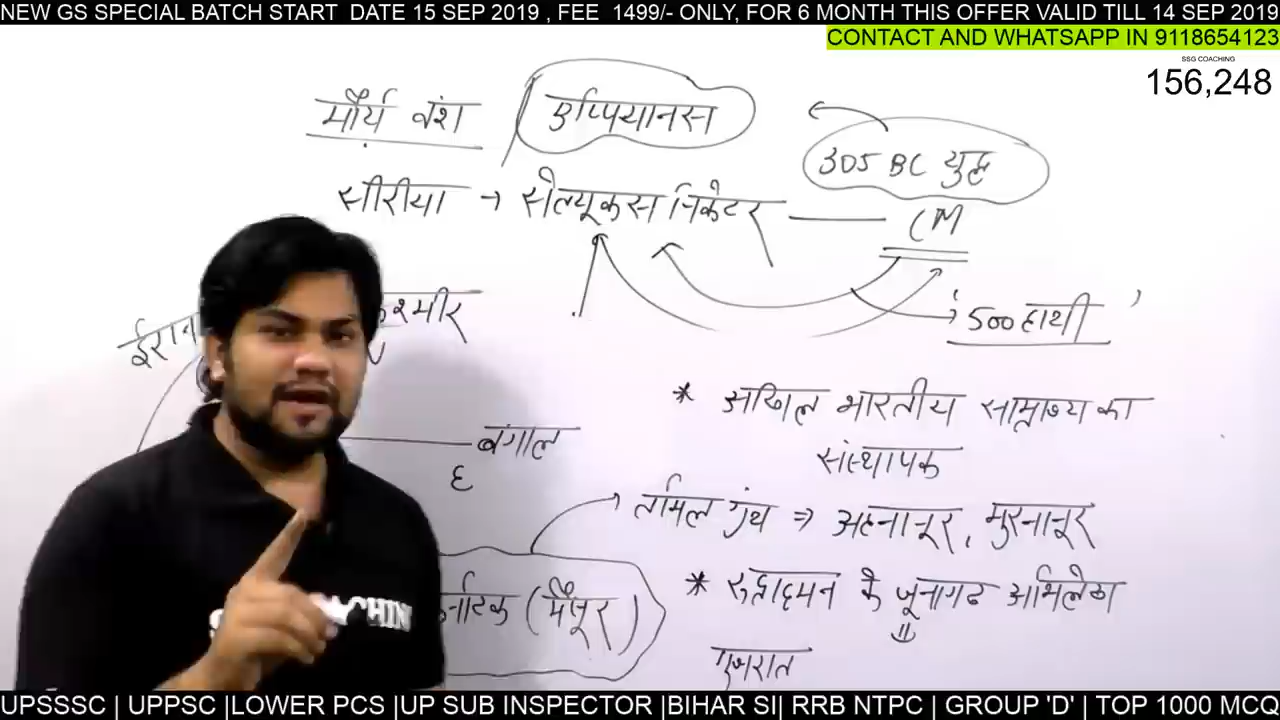 NEW GS SPECIAL BATCH START DATE 15 SEP 2019 , FEE 1499/- ONLY, FOR 6 MONTH THIS OFFER VALID TILL 14 SEP 2019
CONTACT AND WHATSAPP IN 9118654123
SSG COACHING
156,248
मौर्य वंश
एप्पियानस
305 BC युद्ध
सीरीया → सेल्यूकस निकेटर — CM
'500 हाथी'
ईरान
कश्मीर
* अखिल भारतीय साम्राज्य का
संस्थापक
बंगाल
तमिल ग्रंथ ⇒ अहनानूर, मुरनानूर
र्नाटक (मैसूर)
* रुद्रादमन के जूनागढ अभिलेख
गुजरात
UPSSSC | UPPSC |LOWER PCS |UP SUB INSPECTOR |BIHAR SI| RRB NTPC | GROUP 'D' | TOP 1000 MCQ